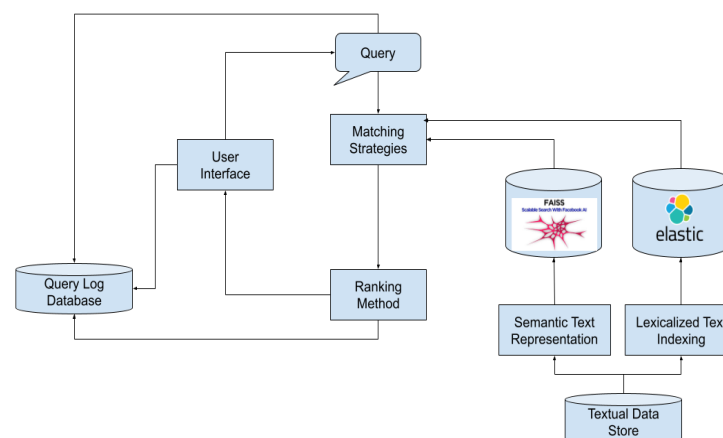 Query
Matching
Strategies
User
Interface
FAISS
Scalable Search With Facebook AI
elastic
Query Log
Database
Ranking
Method
Semantic Text
Representation
Lexicalized Tex
Indexing
Textual Data
Store